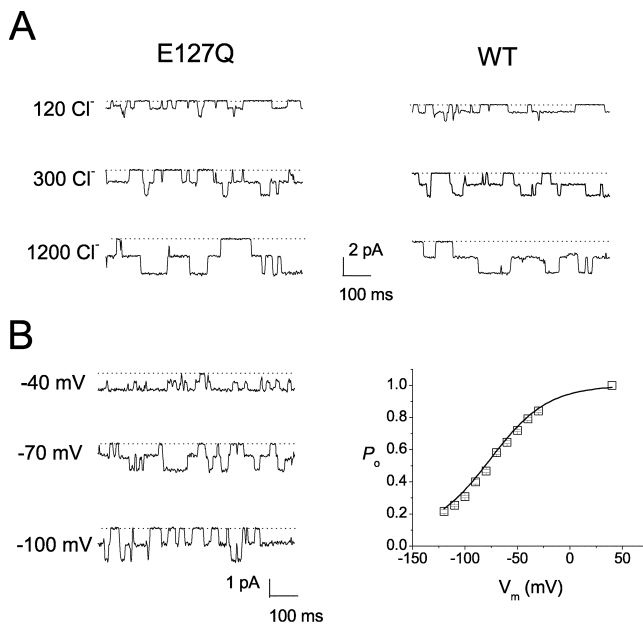 A
E127Q
WT
120 Cl⁻
300 Cl⁻
1200 Cl⁻
2 pA
100 ms
B
-40 mV
-70 mV
-100 mV
1 pA
100 ms
1.0
0.8
0.6
0.4
0.2
0.0
Pₒ
-150 -100 -50 0 50
Vₘ (mV)